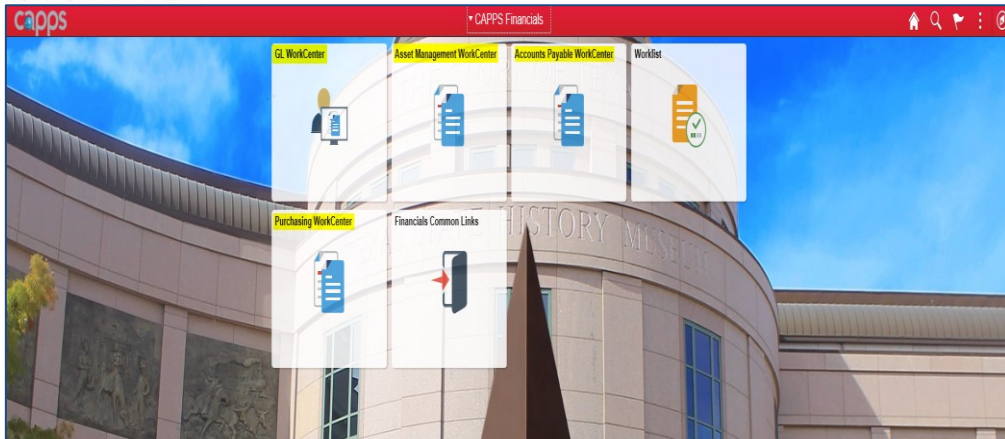 capps
CAPPS Financials
GL WorkCenter
Asset Management WorkCenter
Accounts Payable WorkCenter
Worklist
Purchasing WorkCenter
Financials Common Links
HISTORY MUSEUM